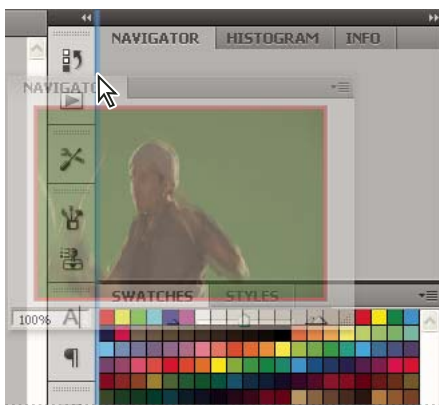 NAVIGATOR HISTOGRAM INFO
NAVIGATOR
SWATCHES STYLES
100%
A
¶